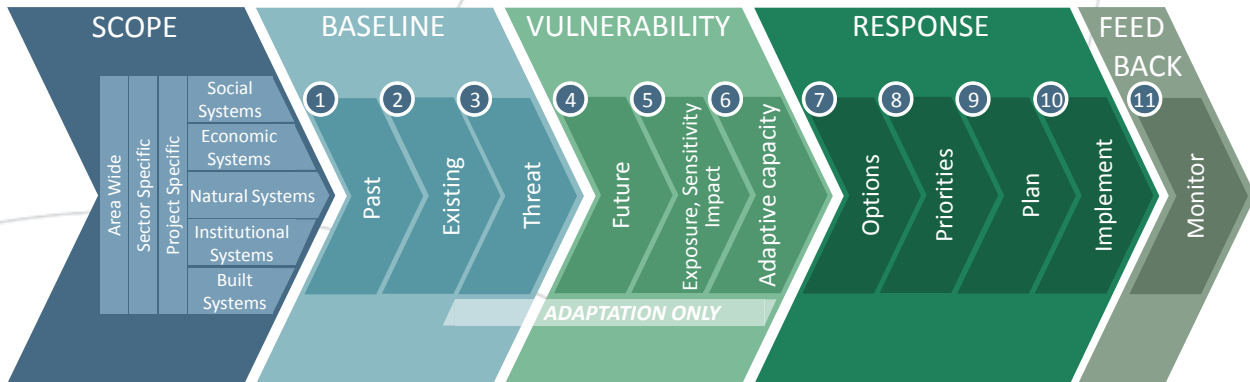 SCOPE
Area Wide
Sector Specific
Project Specific
Social
Systems
Economic
Systems
Natural Systems
Institutional
Systems
Built
Systems
BASELINE
1
Past
2
Existing
3
Threat
VULNERABILITY
4
Future
5
Exposure, Sensitivity
Impact
6
Adaptive capacity
ADAPTATION ONLY
RESPONSE
7
Options
8
Priorities
9
Plan
10
Implement
FEED
BACK
11
Monitor